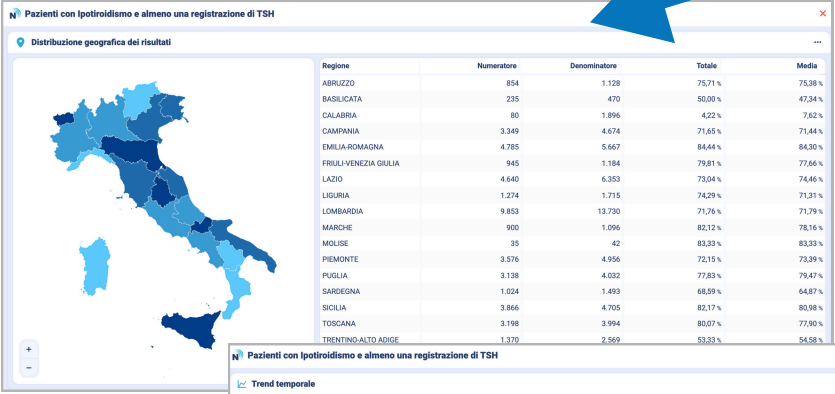 Pazienti con Ipotiroidismo e almeno una registrazione di TSH
Distribuzione geografica dei risultati
Regione Numeratore Denominatore Totale Media
ABRUZZO 854 1.128 75,71 % 75,38 %
BASILICATA 235 470 50,00 % 47,34 %
CALABRIA 80 1.896 4,22 % 7,62 %
CAMPANIA 3.349 4.674 71,65 % 71,44 %
EMILIA-ROMAGNA 4.785 5.667 84,44 % 84,30 %
FRIULI-VENEZIA GIULIA 945 1.184 79,81 % 77,66 %
LAZIO 4.640 6.353 73,04 % 74,46 %
LIGURIA 1.274 1.715 74,29 % 71,31 %
LOMBARDIA 9.853 13.730 71,76 % 71,79 %
MARCHE 900 1.096 82,12 % 78,16 %
MOLISE 35 42 83,33 % 83,33 %
PIEMONTE 3.576 4.956 72,15 % 73,39 %
PUGLIA 3.138 4.032 77,83 % 79,47 %
SARDEGNA 1.024 1.493 68,59 % 64,87 %
SICILIA 3.866 4.705 82,17 % 80,98 %
TOSCANA 3.198 3.994 80,07 % 77,90 %
TRENTINO-ALTO ADIGE 1.370 2.569 53,33 % 54,58 %
+
−
Pazienti con Ipotiroidismo e almeno una registrazione di TSH
Trend temporale